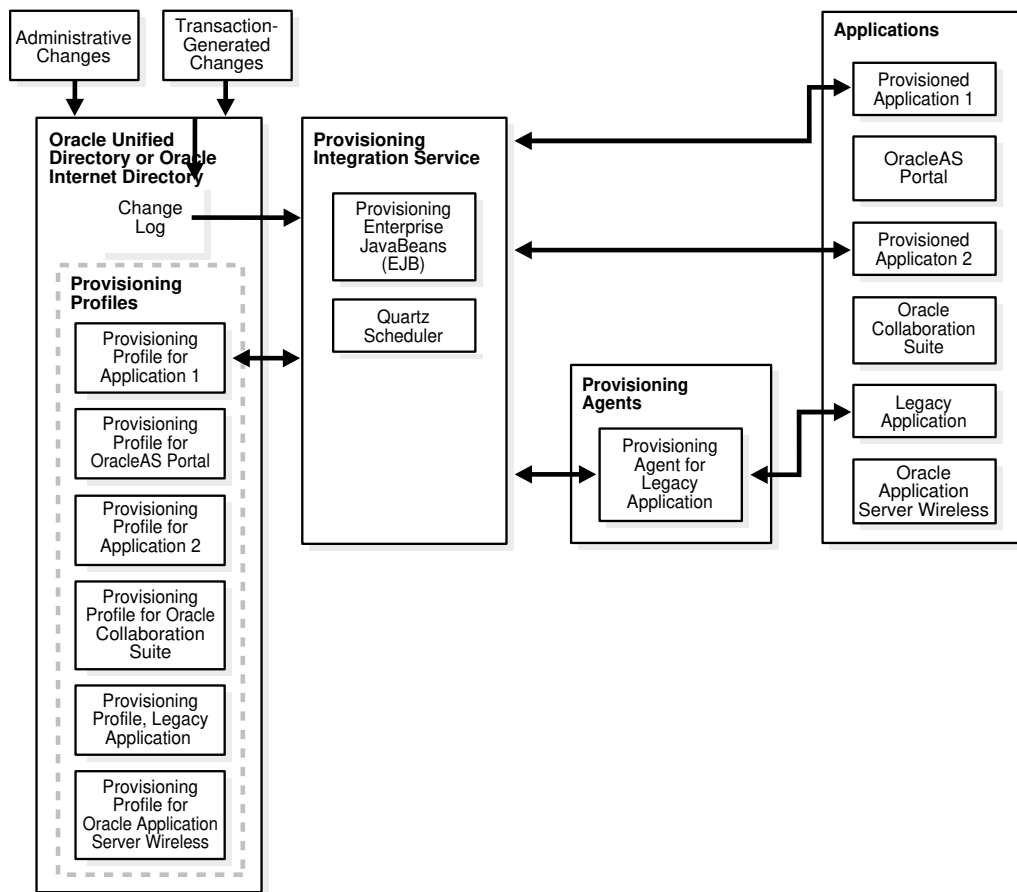 Administrative
Changes
Transaction-
Generated
Changes
Oracle Unified
Directory or Oracle
Internet Directory
Change
Log
Provisioning
Profiles
Provisioning
Profile for
Application 1
Provisioning
Profile for
OracleAS Portal
Provisioning
Profile for
Application 2
Provisioning
Profile for Oracle
Collaboration
Suite
Provisioning
Profile, Legacy
Application
Provisioning
Profile for
Oracle Application
Server Wireless
Provisioning
Integration Service
Provisioning
Enterprise
JavaBeans
(EJB)
Quartz
Scheduler
Provisioning
Agents
Provisioning
Agent for
Legacy
Application
Applications
Provisioned
Application 1
OracleAS
Portal
Provisioned
Applicaton 2
Oracle
Collaboration
Suite
Legacy
Application
Oracle
Application
Server Wireless